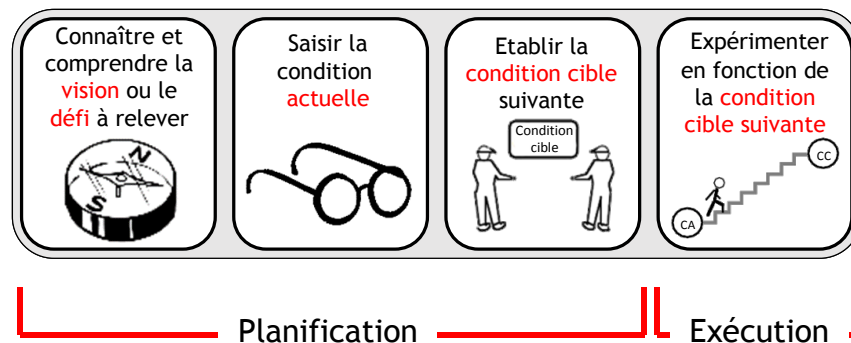 Connaître et
comprendre la
vision ou le
défi à relever
N
S
Saisir la
condition
actuelle
Etablir la
condition cible
suivante
Condition
cible
Expérimenter
en fonction de
la condition
cible suivante
CC
CA
Planification
Exécution